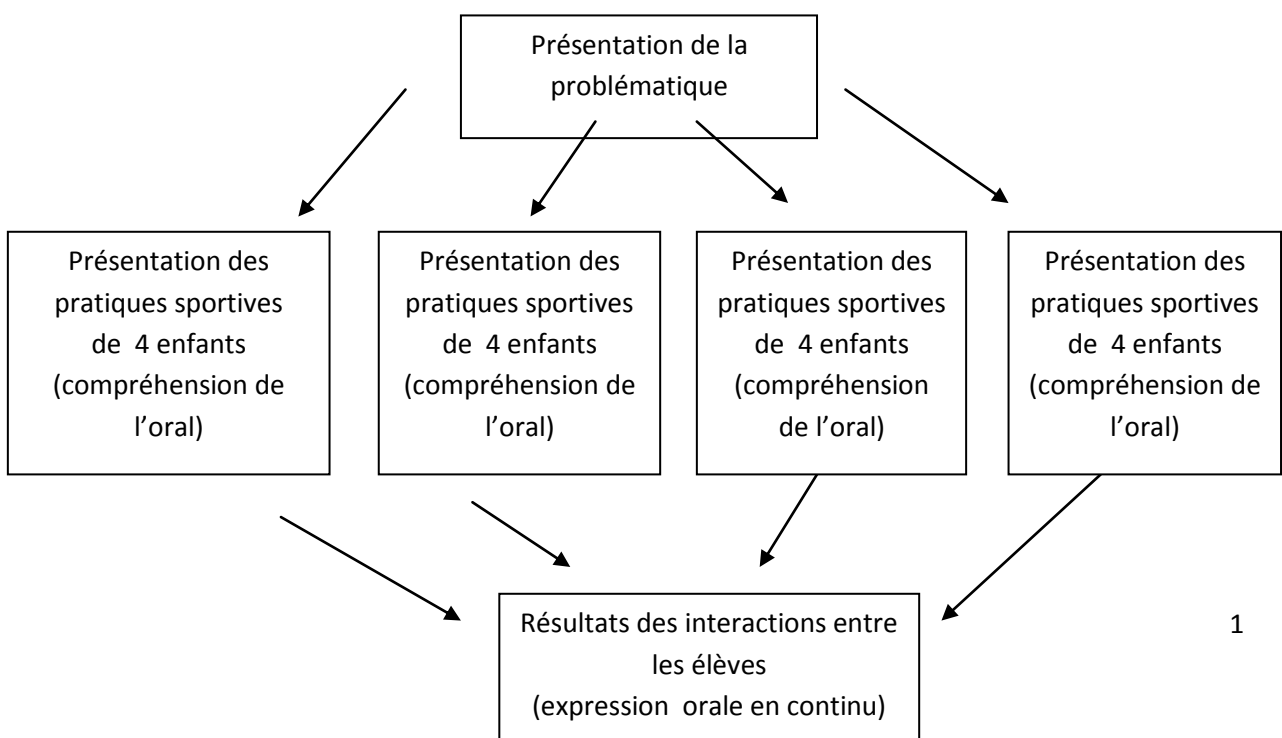 Présentation de la
problématique
Présentation des
pratiques sportives
de 4 enfants
(compréhension de
l’oral)
Présentation des
pratiques sportives
de 4 enfants
(compréhension de
l’oral)
Présentation des
pratiques sportives
de 4 enfants
(compréhension
de l’oral)
Présentation des
pratiques sportives
de 4 enfants
(compréhension de
l’oral)
Résultats des interactions entre
les élèves
(expression orale en continu)
1